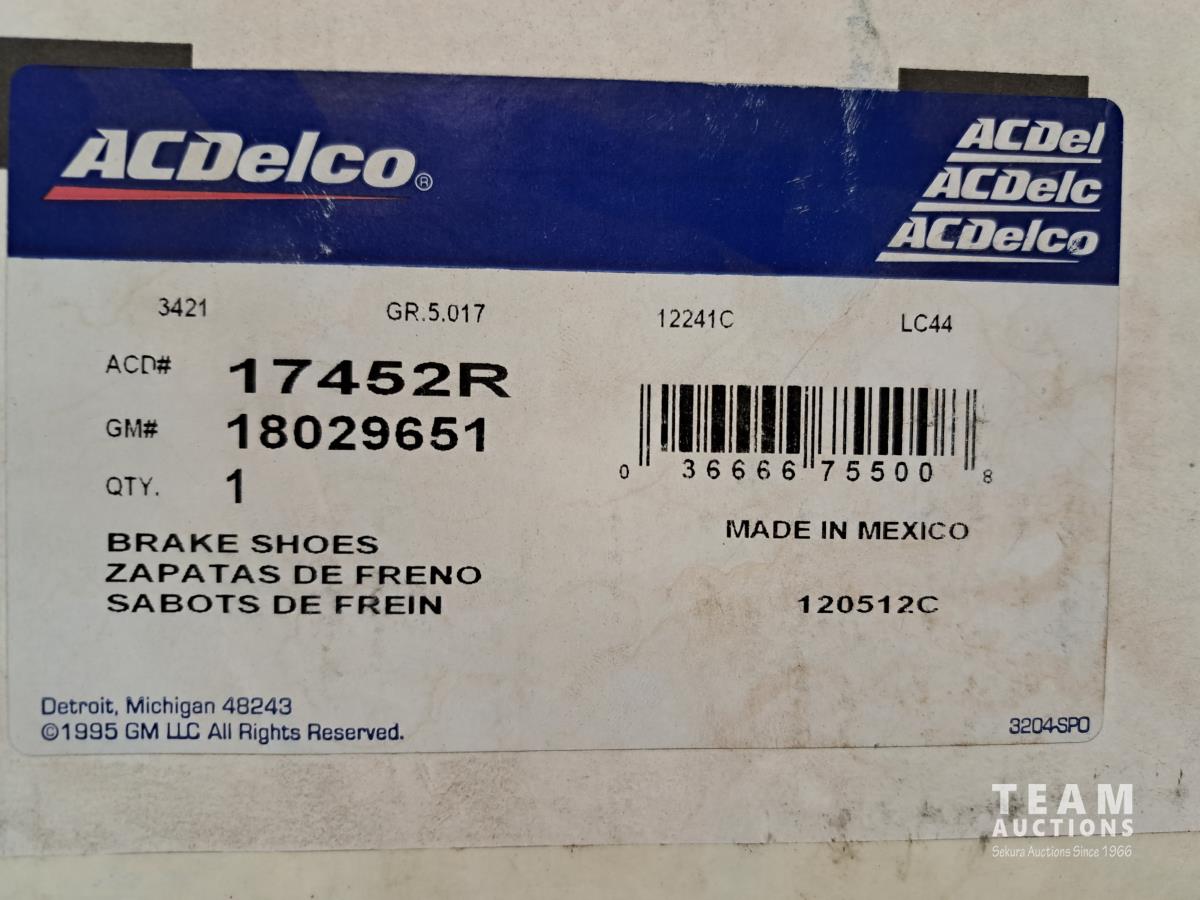 ACDelco®
ACDel
ACDelc
ACDelco
3421 GR.5.017 12241C LC44
ACD# 17452R
GM# 18029651
QTY. 1
0 36666 75500 8
BRAKE SHOES
ZAPATAS DE FRENO
SABOTS DE FREIN
MADE IN MEXICO
120512C
Detroit, Michigan 48243
©1995 GM LLC All Rights Reserved.
3204-SPO
TEAM
AUCTIONS
Sekura Auctions Since 1966